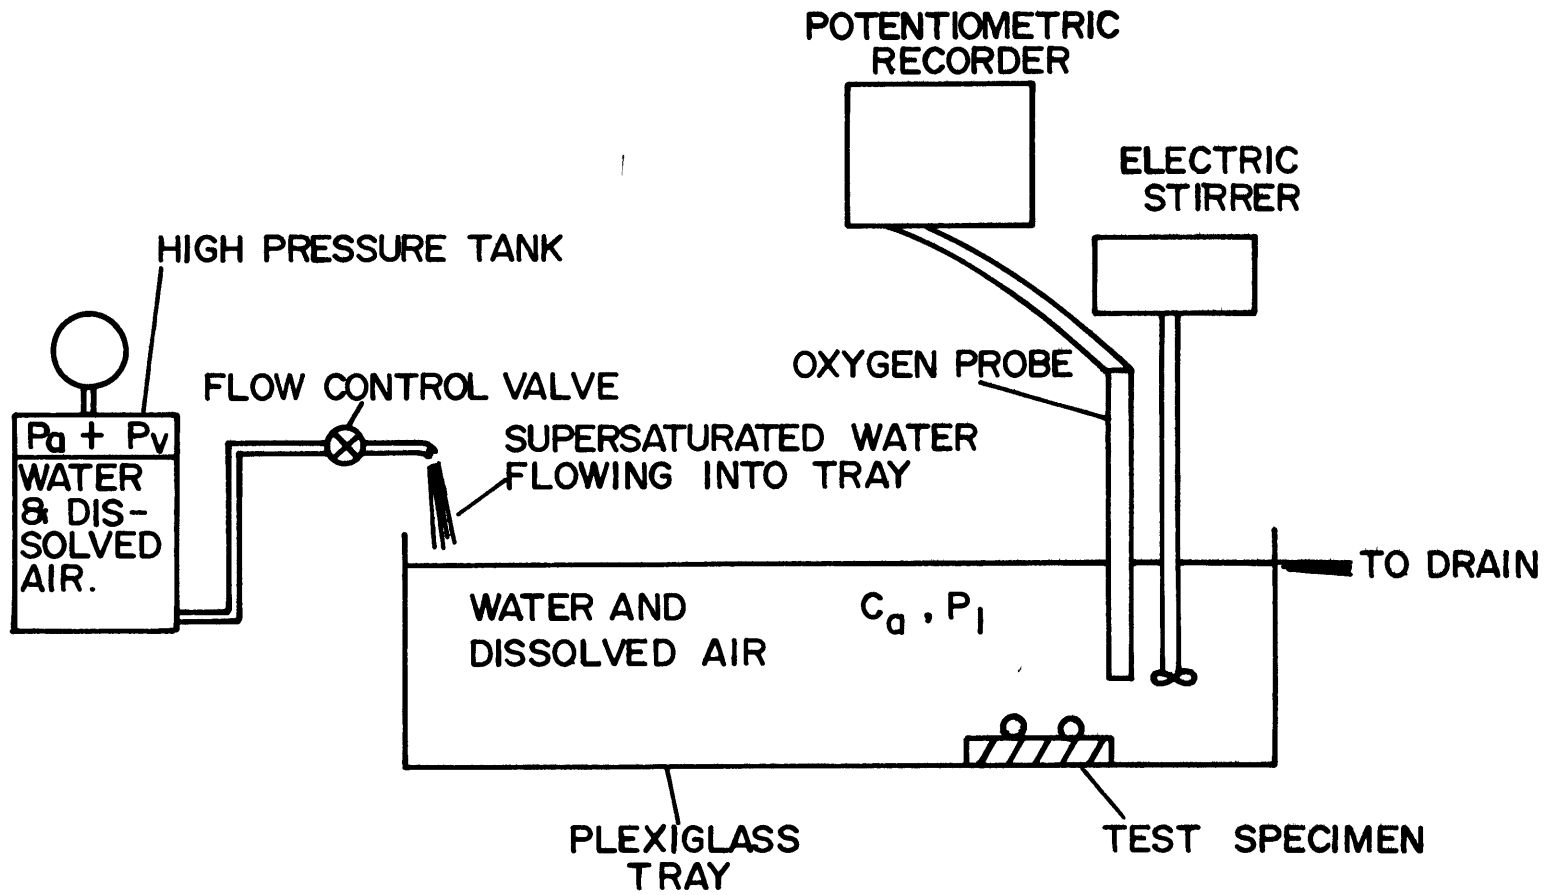 POTENTIOMETRIC
RECORDER
ELECTRIC
STIRRER
HIGH PRESSURE TANK
OXYGEN PROBE
FLOW CONTROL VALVE
Pa + Pv
SUPERSATURATED WATER
FLOWING INTO TRAY
WATER
& DIS-
SOLVED
AIR.
TO DRAIN
WATER AND
DISSOLVED AIR
Ca , P1
PLEXIGLASS
TRAY
TEST SPECIMEN